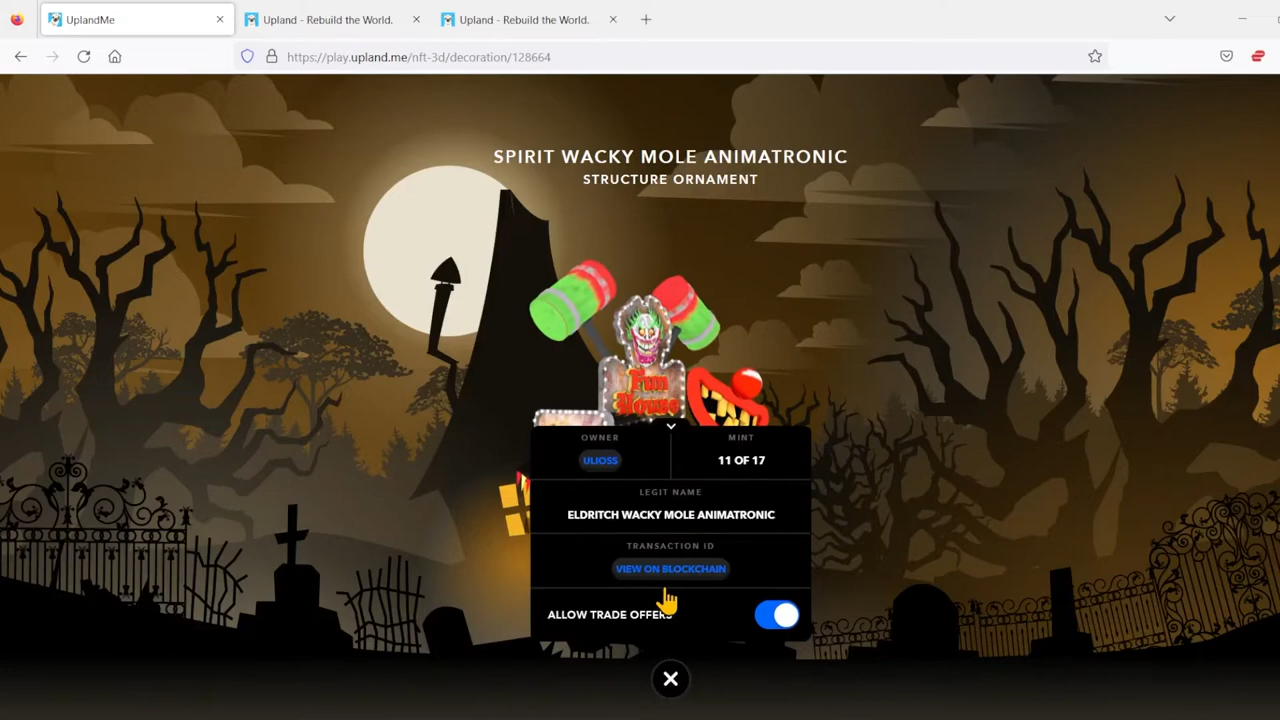 UplandMe
Upland - Rebuild the World.
Upland - Rebuild the World.
https://play.upland.me/nft-3d/decoration/128664
SPIRIT WACKY MOLE ANIMATRONIC
STRUCTURE ORNAMENT
Fun
House
OWNER
MINT
ULIOSS
11 OF 17
LEGIT NAME
ELDRITCH WACKY MOLE ANIMATRONIC
TRANSACTION ID
VIEW ON BLOCKCHAIN
ALLOW TRADE OFFERS